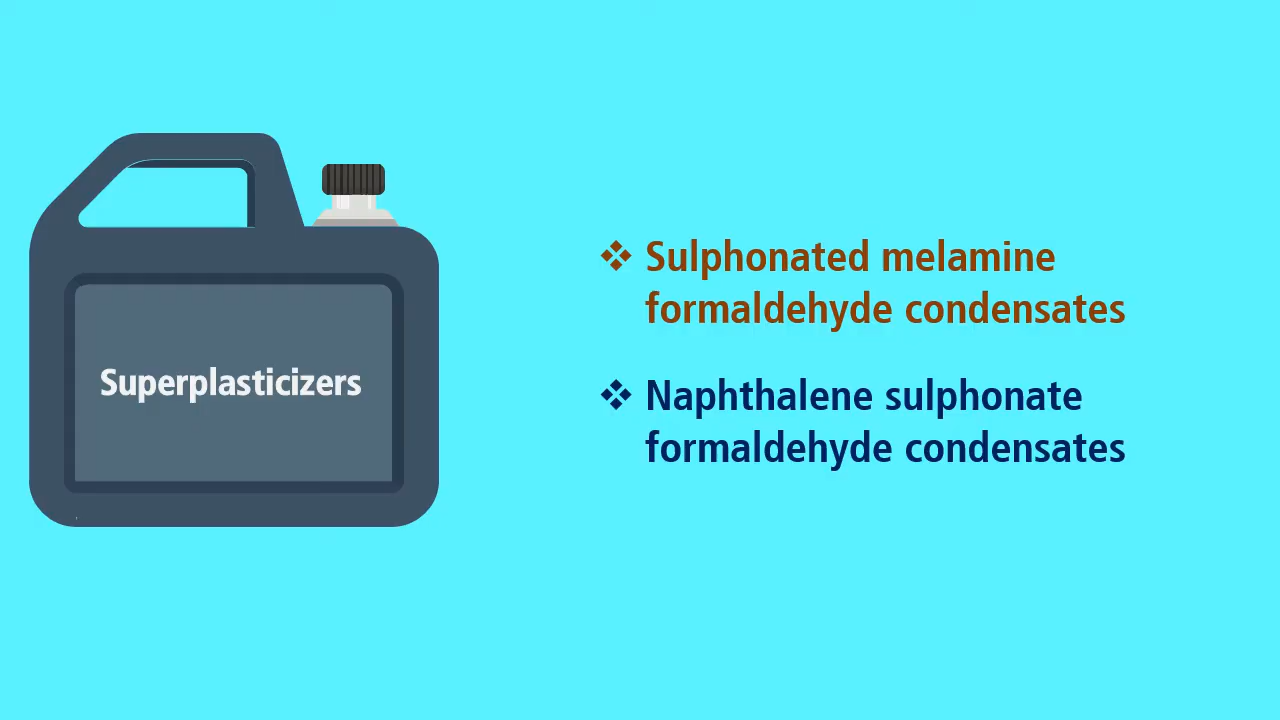 Superplasticizers
❖ Sulphonated melamine
formaldehyde condensates
❖ Naphthalene sulphonate
formaldehyde condensates